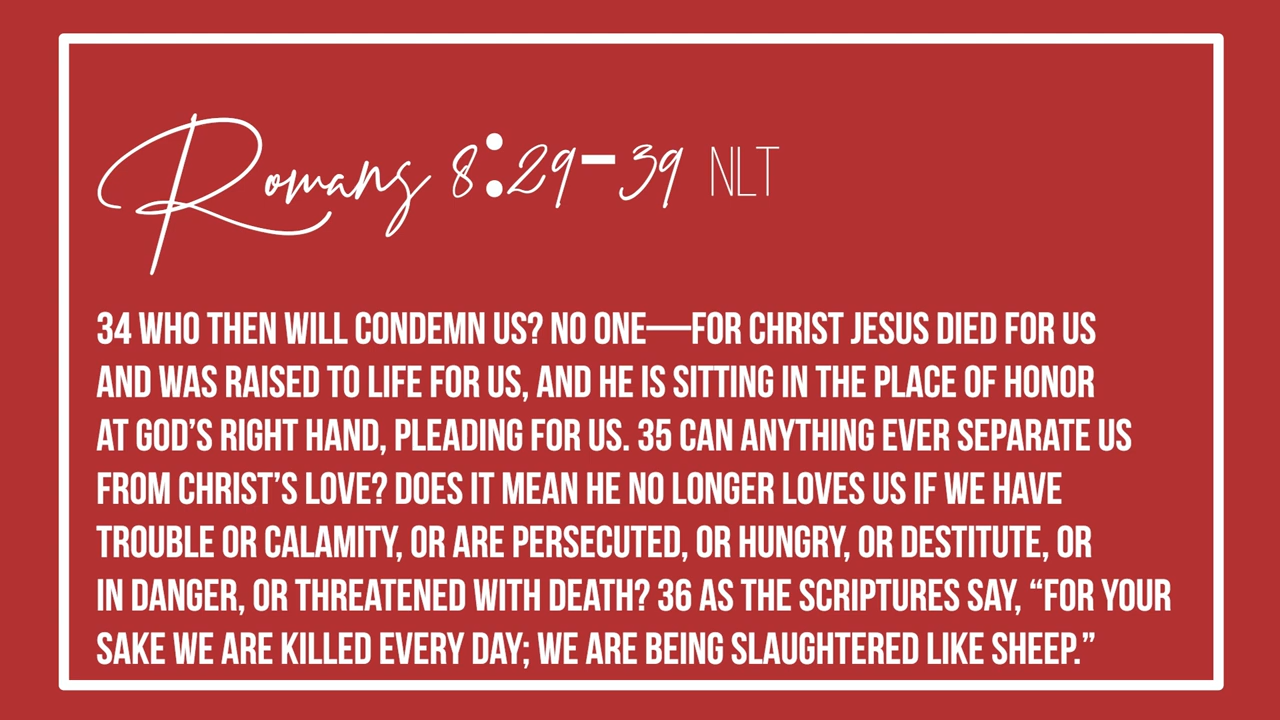 Romans 8:29-39 NLT
34 WHO THEN WILL CONDEMN US? NO ONE—FOR CHRIST JESUS DIED FOR US
AND WAS RAISED TO LIFE FOR US, AND HE IS SITTING IN THE PLACE OF HONOR
AT GOD’S RIGHT HAND, PLEADING FOR US. 35 CAN ANYTHING EVER SEPARATE US
FROM CHRIST’S LOVE? DOES IT MEAN HE NO LONGER LOVES US IF WE HAVE
TROUBLE OR CALAMITY, OR ARE PERSECUTED, OR HUNGRY, OR DESTITUTE, OR
IN DANGER, OR THREATENED WITH DEATH? 36 AS THE SCRIPTURES SAY, “FOR YOUR
SAKE WE ARE KILLED EVERY DAY; WE ARE BEING SLAUGHTERED LIKE SHEEP.”